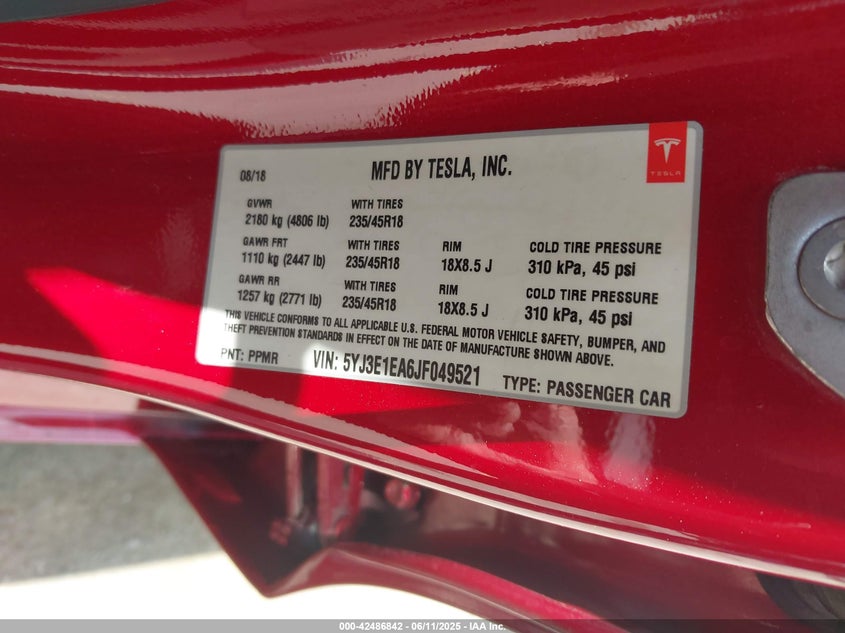 08/18 MFD BY TESLA, INC.
TESLA
GVWR WITH TIRES
2180 kg (4806 lb) 235/45R18
GAWR FRT WITH TIRES RIM COLD TIRE PRESSURE
1110 kg (2447 lb) 235/45R18 18X8.5 J 310 kPa, 45 psi
GAWR RR WITH TIRES RIM COLD TIRE PRESSURE
1257 kg (2771 lb) 235/45R18 18X8.5 J 310 kPa, 45 psi
THIS VEHICLE CONFORMS TO ALL APPLICABLE U.S. FEDERAL MOTOR VEHICLE SAFETY, BUMPER, AND
THEFT PREVENTION STANDARDS IN EFFECT ON THE DATE OF MANUFACTURE SHOWN ABOVE.
PNT: PPMR VIN: 5YJ3E1EA6JF049521 TYPE: PASSENGER CAR
000-42486842 - 06/11/2025 - IAA Inc.